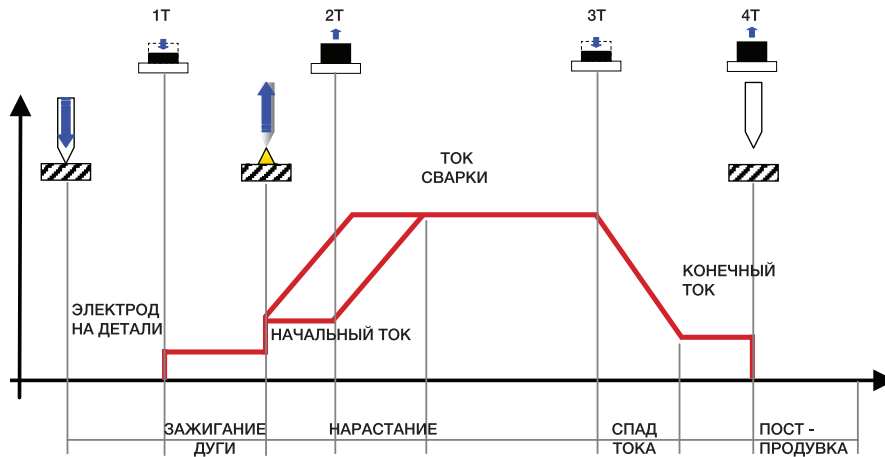 1T
2T
3T
4T
ТОК
СВАРКИ
КОНЕЧНЫЙ
ТОК
ЭЛЕКТРОД
НА ДЕТАЛИ
НАЧАЛЬНЫЙ ТОК
ЗАЖИГАНИЕ
ДУГИ
НАРАСТАНИЕ
СПАД
ТОКА
ПОСТ -
ПРОДУВКА